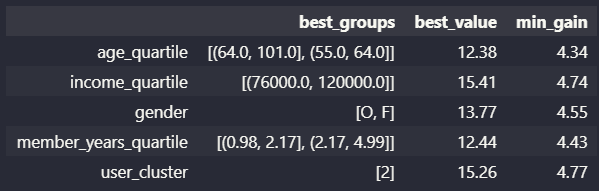 best_groups best_value min_gain
age_quartile [(64.0, 101.0], (55.0, 64.0]] 12.38 4.34
income_quartile [(76000.0, 120000.0]] 15.41 4.74
gender [O, F] 13.77 4.55
member_years_quartile [(0.98, 2.17], (2.17, 4.99]] 12.44 4.43
user_cluster [2] 15.26 4.77